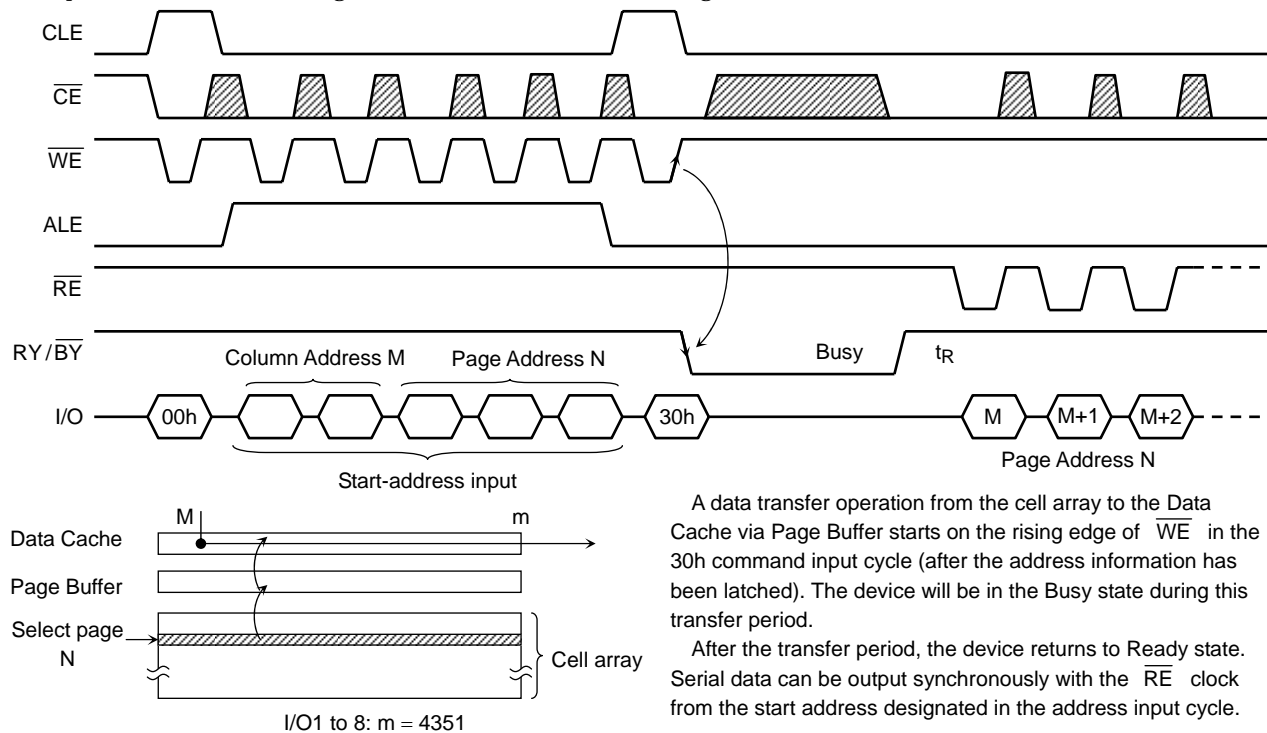 CLE
CE
WE
ALE
RE
RY/BY
Busy
tR
Column Address M
Page Address N
I/O
00h
30h
M
M+1
M+2
Start-address input
Page Address N
M
m
Data Cache
Page Buffer
Select page
N
Cell array
I/O1 to 8: m = 4351
A data transfer operation from the cell array to the Data
Cache via Page Buffer starts on the rising edge of WE in the
30h command input cycle (after the address information has
been latched). The device will be in the Busy state during this
transfer period.
After the transfer period, the device returns to Ready state.
Serial data can be output synchronously with the RE clock
from the start address designated in the address input cycle.